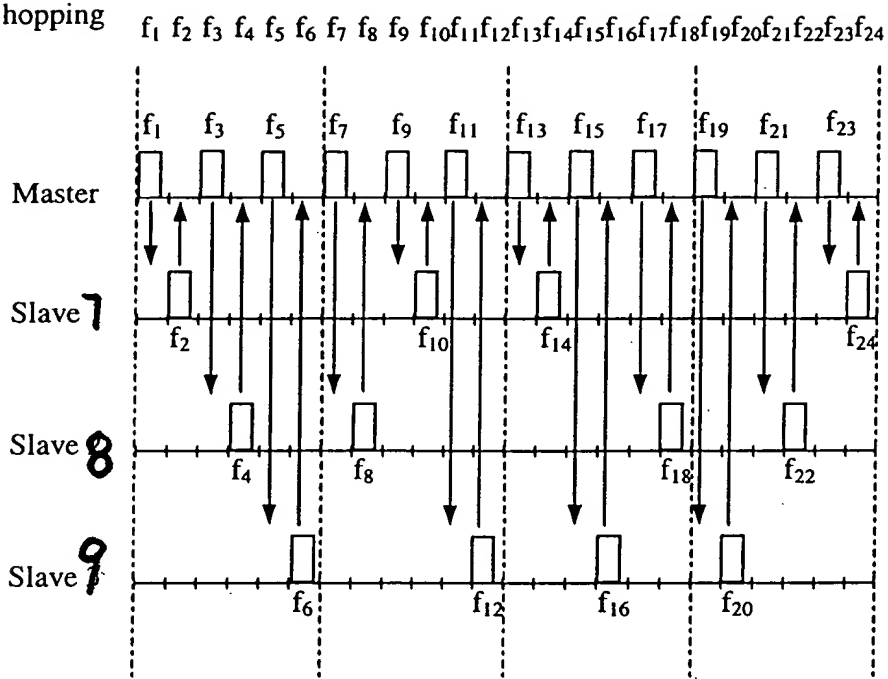 hopping f₁ f₂ f₃ f₄ f₅ f₆ f₇ f₈ f₉ f₁₀ f₁₁ f₁₂ f₁₃ f₁₄ f₁₅ f₁₆ f₁₇ f₁₈ f₁₉ f₂₀ f₂₁ f₂₂ f₂₃ f₂₄
f₁ f₃ f₅ f₇ f₉ f₁₁ f₁₃ f₁₅ f₁₇ f₁₉ f₂₁ f₂₃
Master
Slave 7
f₂ f₁₀ f₁₄ f₂₄
Slave 8
f₄ f₈ f₁₈ f₂₂
Slave 9
f₆ f₁₂ f₁₆ f₂₀